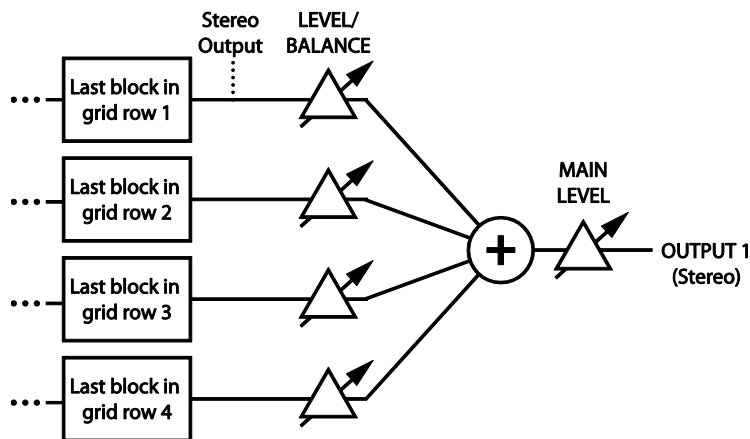 Stereo
Output
LEVEL/
BALANCE
Last block in
grid row 1
Last block in
grid row 2
MAIN
LEVEL
+
OUTPUT 1
(Stereo)
Last block in
grid row 3
Last block in
grid row 4